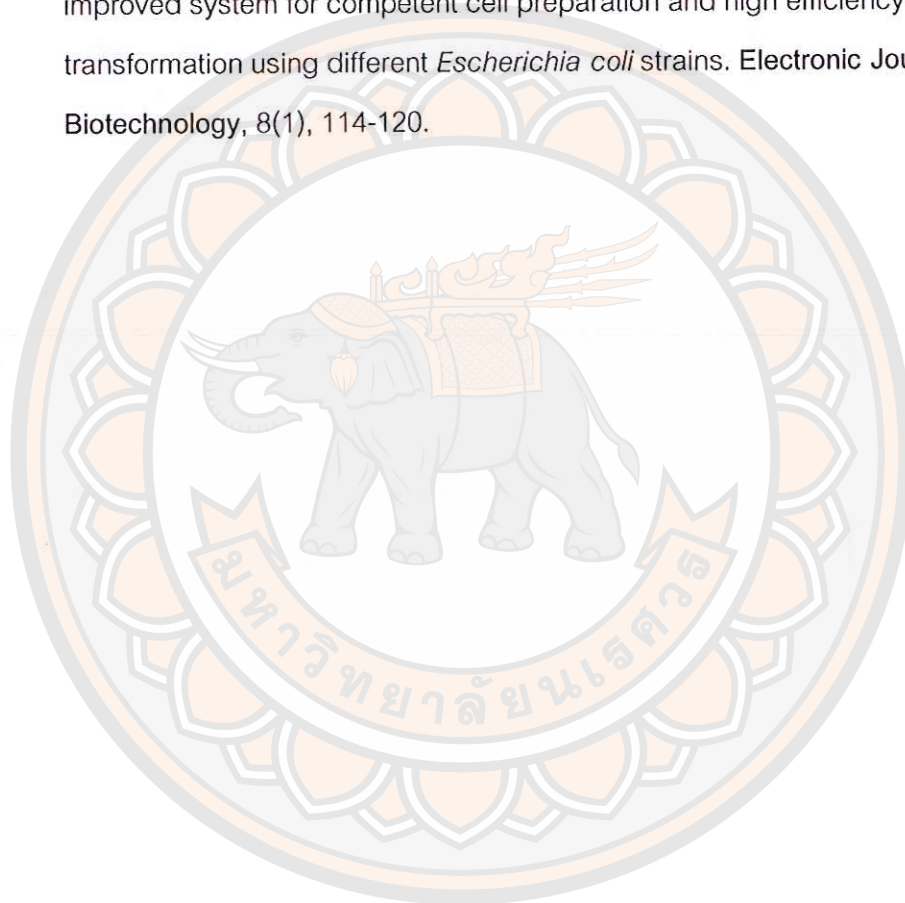 improved system for competent cell preparation and high efficiency
transformation using different Escherichia coli strains. Electronic Jou
Biotechnology, 8(1), 114-120.
มหาวิทยาลัยนเรศวร